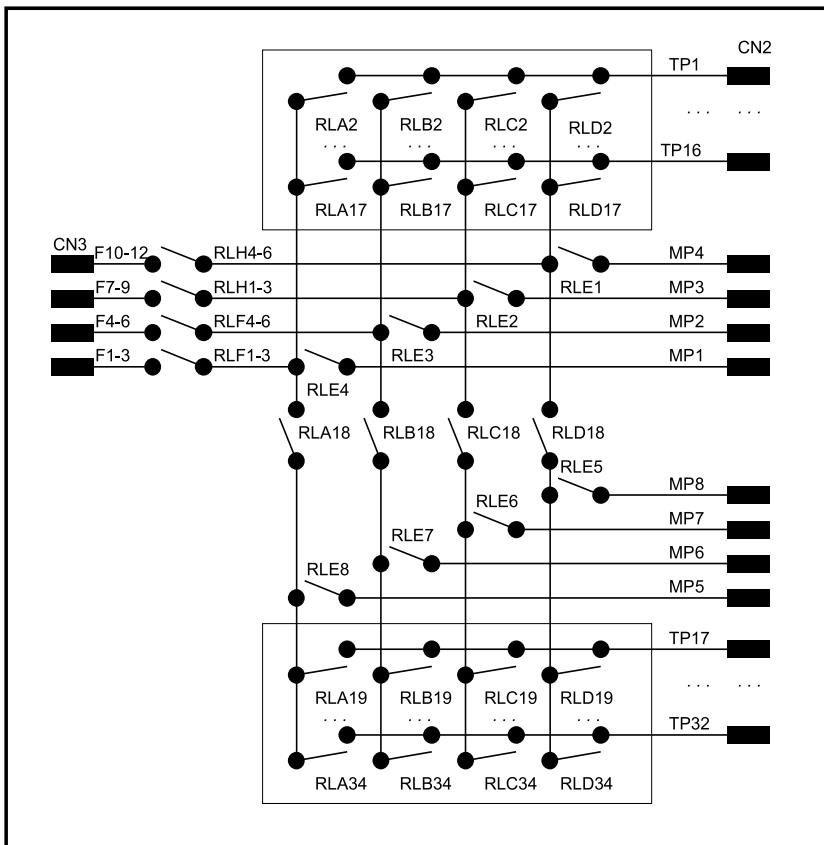 CN2
TP1
RLA2 RLB2 RLC2 RLD2
... ... ... ...
TP16
RLA17 RLB17 RLC17 RLD17
CN3
F10-12 RLH4-6 MP4
RLE1
F7-9 RLH1-3 MP3
RLE2
F4-6 RLF4-6 MP2
RLE3
F1-3 RLF1-3 MP1
RLE4
RLA18 RLB18 RLC18 RLD18
RLE5
MP8
RLE6
MP7
RLE7
MP6
RLE8
MP5
TP17
RLA19 RLB19 RLC19 RLD19
... ... ... ...
TP32
RLA34 RLB34 RLC34 RLD34